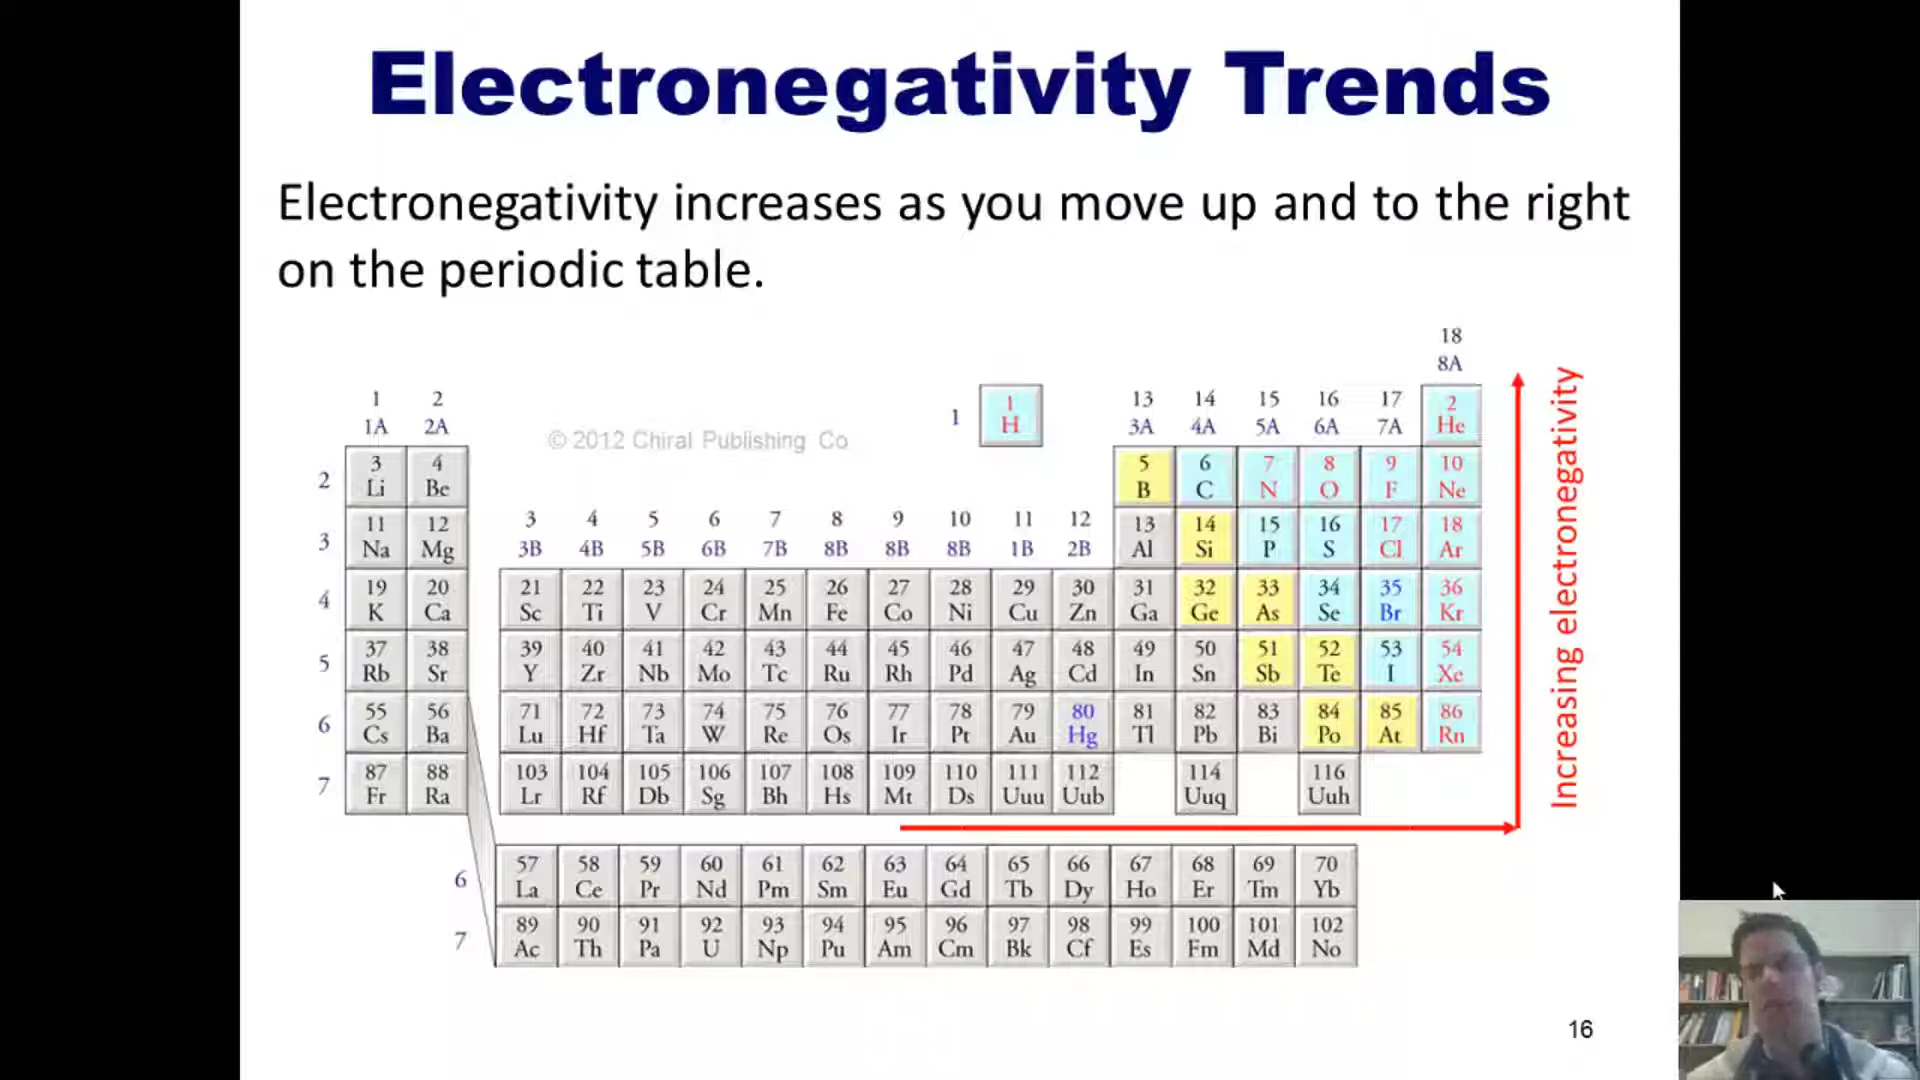 Electronegativity Trends
Electronegativity increases as you move up and to the right
on the periodic table.
18
8A
1 2 13 14 15 16 17
1A 2A 1 3A 4A 5A 6A 7A
1 2
H He
© 2012 Chiral Publishing Co
2
3 4 5 6 7 8 9 10
Li Be B C N O F Ne
3 4 5 6 7 8 9 10 11 12
3B 4B 5B 6B 7B 8B 8B 8B 1B 2B
3
11 12 13 14 15 16 17 18
Na Mg Al Si P S Cl Ar
4
19 20 21 22 23 24 25 26 27 28 29 30 31 32 33 34 35 36
K Ca Sc Ti V Cr Mn Fe Co Ni Cu Zn Ga Ge As Se Br Kr
5
37 38 39 40 41 42 43 44 45 46 47 48 49 50 51 52 53 54
Rb Sr Y Zr Nb Mo Tc Ru Rh Pd Ag Cd In Sn Sb Te I Xe
6
55 56 71 72 73 74 75 76 77 78 79 80 81 82 83 84 85 86
Cs Ba Lu Hf Ta W Re Os Ir Pt Au Hg Tl Pb Bi Po At Rn
7
87 88 103 104 105 106 107 108 109 110 111 112 114 116
Fr Ra Lr Rf Db Sg Bh Hs Mt Ds Uuu Uub Uuq Uuh
6
57 58 59 60 61 62 63 64 65 66 67 68 69 70
La Ce Pr Nd Pm Sm Eu Gd Tb Dy Ho Er Tm Yb
7
89 90 91 92 93 94 95 96 97 98 99 100 101 102
Ac Th Pa U Np Pu Am Cm Bk Cf Es Fm Md No
Increasing electronegativity
16